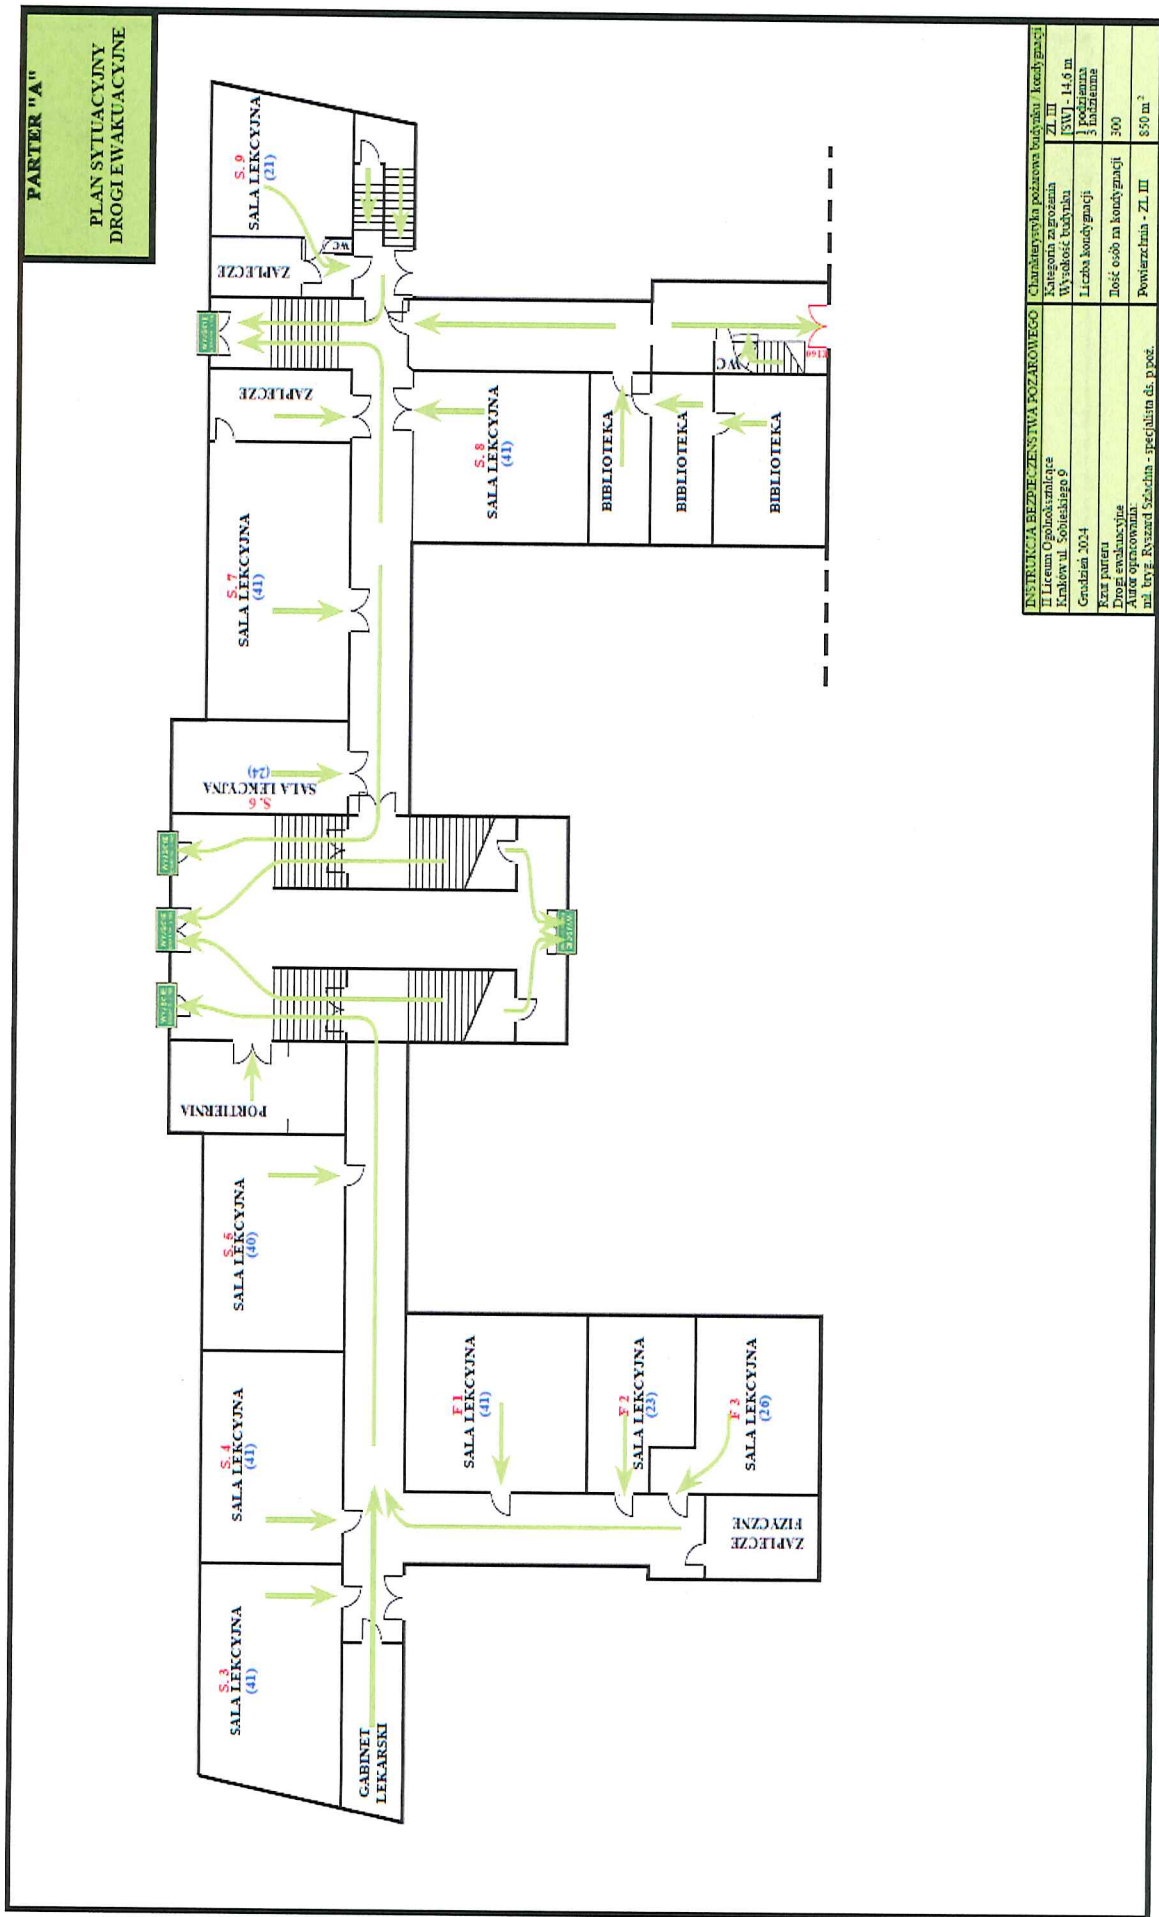 PARTER "A"
PLAN SYTUACYJNY
DROGI EWAKUACYJNE
S. 3
SALA LEKCYJNA
(41)
S. 4
SALA LEKCYJNA
(41)
S. 5
SALA LEKCYJNA
(40)
PORTIERNIA
WYJŚCIE
WYJŚCIE
WYJŚCIE
S. 6
SALA LEKCYJNA
(24)
S. 7
SALA LEKCYJNA
(41)
ZAPLECZE
WYJŚCIE
ZAPLECZE
S. 9
SALA LEKCYJNA
(21)
WC
GABINET
LEKARSKI
F 1
SALA LEKCYJNA
(41)
F 2
SALA LEKCYJNA
(23)
F 3
SALA LEKCYJNA
(26)
ZAPLECZE
FIZYCZNE
S. 8
SALA LEKCYJNA
(41)
BIBLIOTEKA
BIBLIOTEKA
BIBLIOTEKA
WC
EI60
INSTRUKCJA BEZPIECZEŃSTWA POŻAROWEGO
II Liceum Ogólnokształcące
Kraków ul. Sobieskiego 9
Grudzień 2024
Rzut parteru
Drogi ewakuacyjne
Autor opracowania:
mł. bryg. Ryszard Szlachta - specjalista ds. p.poż.
Charakterystyka pożarowa budynku / kondygnacji
Kategoria zagrożenia ZL III
Wysokość budynku [SW] - 14,6 m
Liczba kondygnacji 1 podziemna
3 nadziemne
Ilość osób na kondygnacji 300
Powierzchnia - ZL III 850 m²